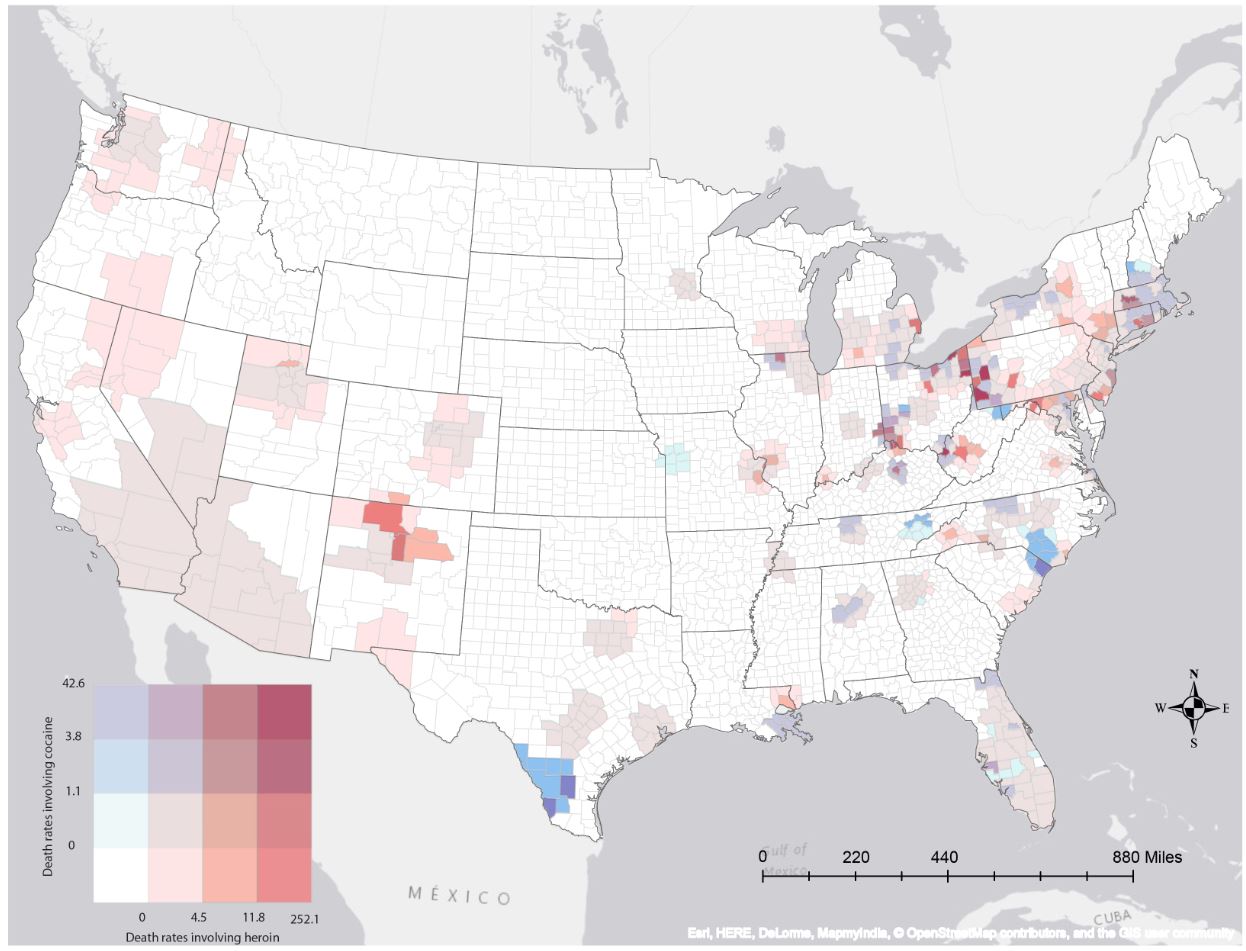 42.6
3.8
1.1
0
Death rates involving cocaine
0 4.5 11.8 252.1
Death rates involving heroin
N
W E
S
Gulf of
Mexico
0 220 440 880 Miles
MÉXICO
CUBA
Esri, HERE, DeLorme, MapmyIndia, © OpenStreetMap contributors, and the GIS user community